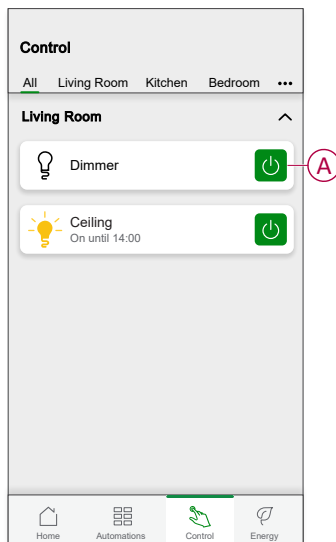 Control
All Living Room Kitchen Bedroom •••
Living Room
Dimmer
A
Ceiling
On until 14:00
Home Automations Control Energy